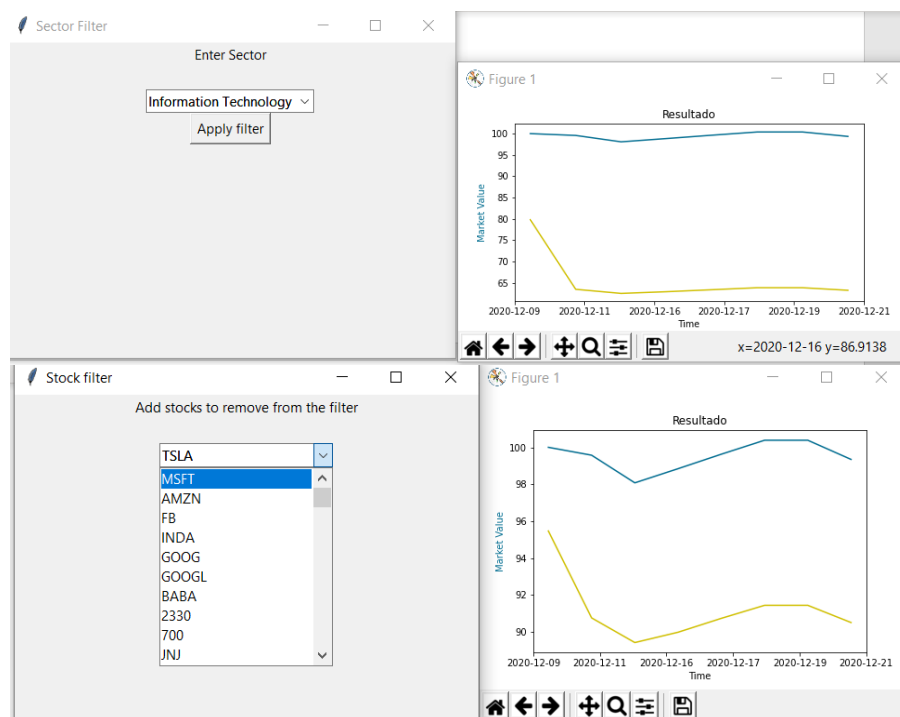 Sector Filter
Enter Sector
Information Technology
Apply filter
Figure 1
Resultado
100
95
90
85
80
75
70
65
Market Value
2020-12-09 2020-12-11 2020-12-16 2020-12-17 2020-12-19 2020-12-21
Time
x=2020-12-16 y=86.9138
Stock filter
Add stocks to remove from the filter
TSLA
MSFT
AMZN
FB
INDA
GOOG
GOOGL
BABA
2330
700
JNJ
Figure 1
Resultado
100
98
96
94
92
90
Market Value
2020-12-09 2020-12-11 2020-12-16 2020-12-17 2020-12-19 2020-12-21
Time